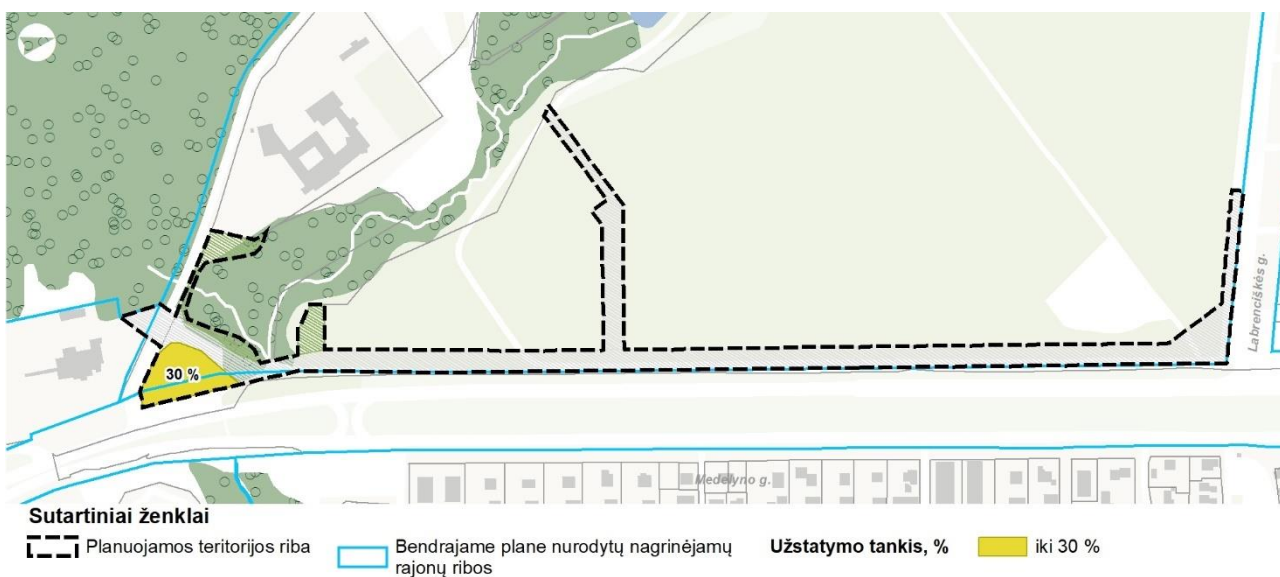 Labrenciškės g.
30 %
Medelyno g.
Sutartiniai ženklai
Planuojamos teritorijos riba
Bendrajame plane nurodytų nagrinėjamų
rajonų ribos
Užstatymo tankis, %
iki 30 %